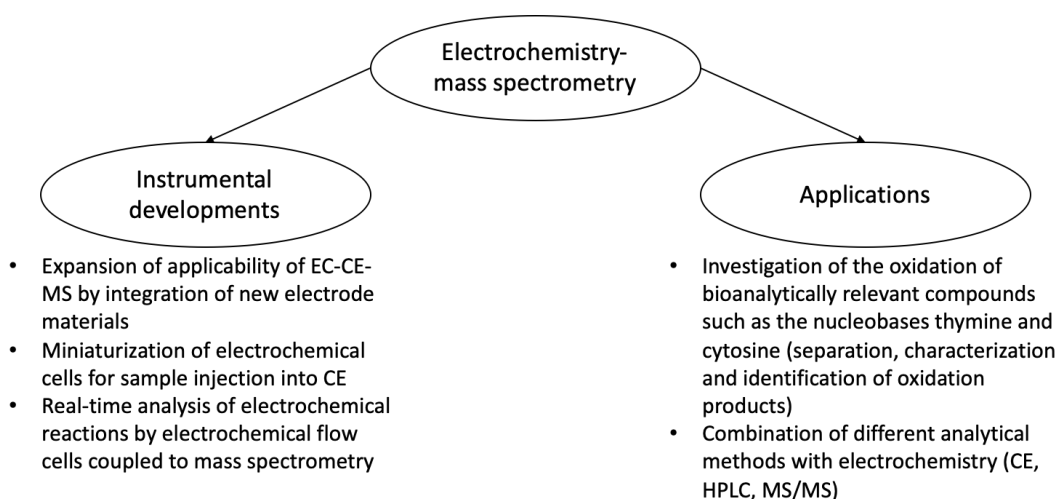 Electrochemistry-
mass spectrometry
Instrumental
developments
• Expansion of applicability of EC-CE-
MS by integration of new electrode
materials
• Miniaturization of electrochemical
cells for sample injection into CE
• Real-time analysis of electrochemical
reactions by electrochemical flow
cells coupled to mass spectrometry
Applications
• Investigation of the oxidation of
bioanalytically relevant compounds
such as the nucleobases thymine and
cytosine (separation, characterization
and identification of oxidation
products)
• Combination of different analytical
methods with electrochemistry (CE,
HPLC, MS/MS)